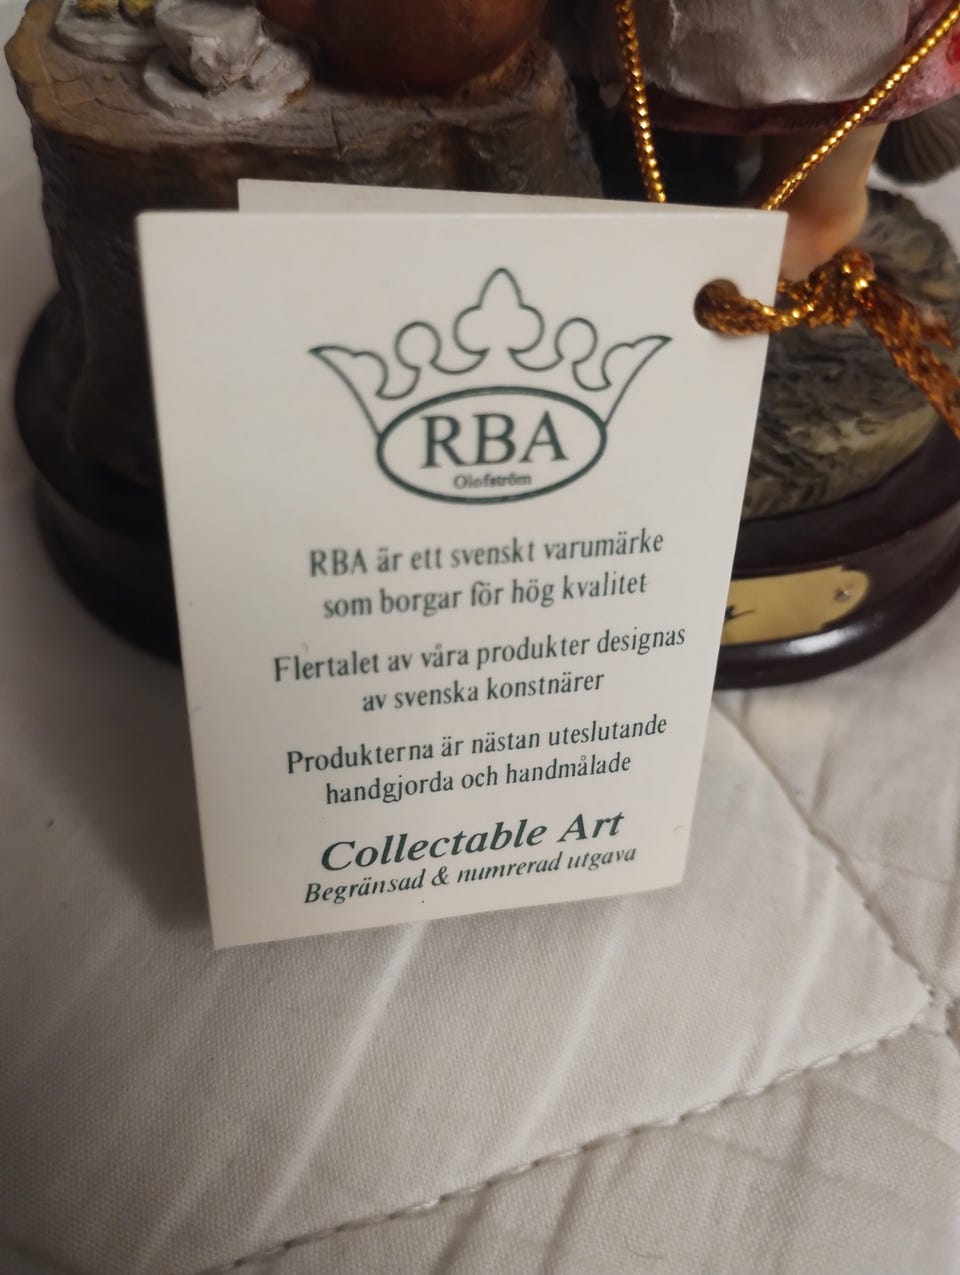 RBA
Olofström
RBA är ett svenskt varumärke
som borgar för hög kvalitet
Flertalet av våra produkter designas
av svenska konstnärer
Produkterna är nästan uteslutande
handgjorda och handmålade
Collectable Art
Begränsad & numrerad utgava